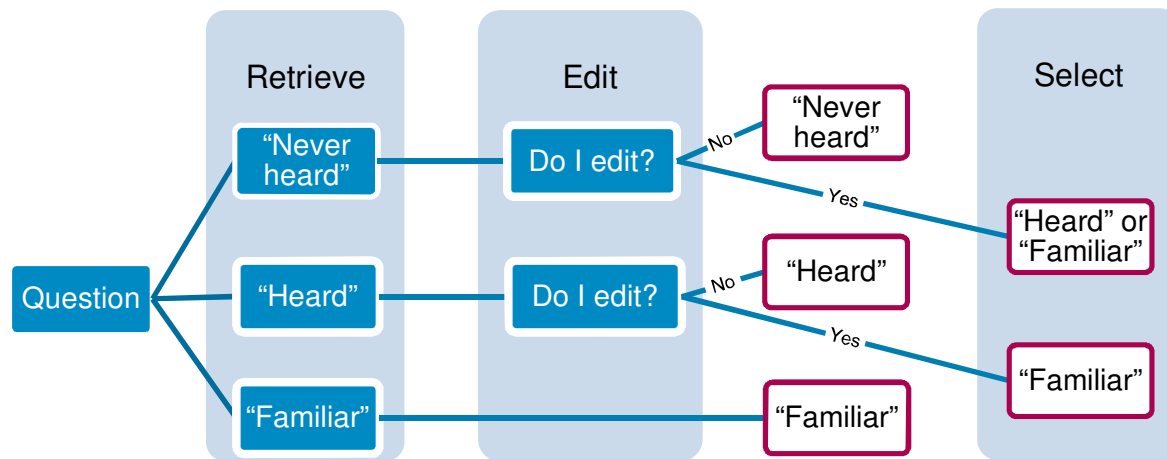 Retrieve
Edit
Select
“Never
heard”
Do I edit?
No
“Never
heard”
Yes
“Heard” or
“Familiar”
Question
“Heard”
Do I edit?
No
“Heard”
Yes
“Familiar”
“Familiar”
“Familiar”